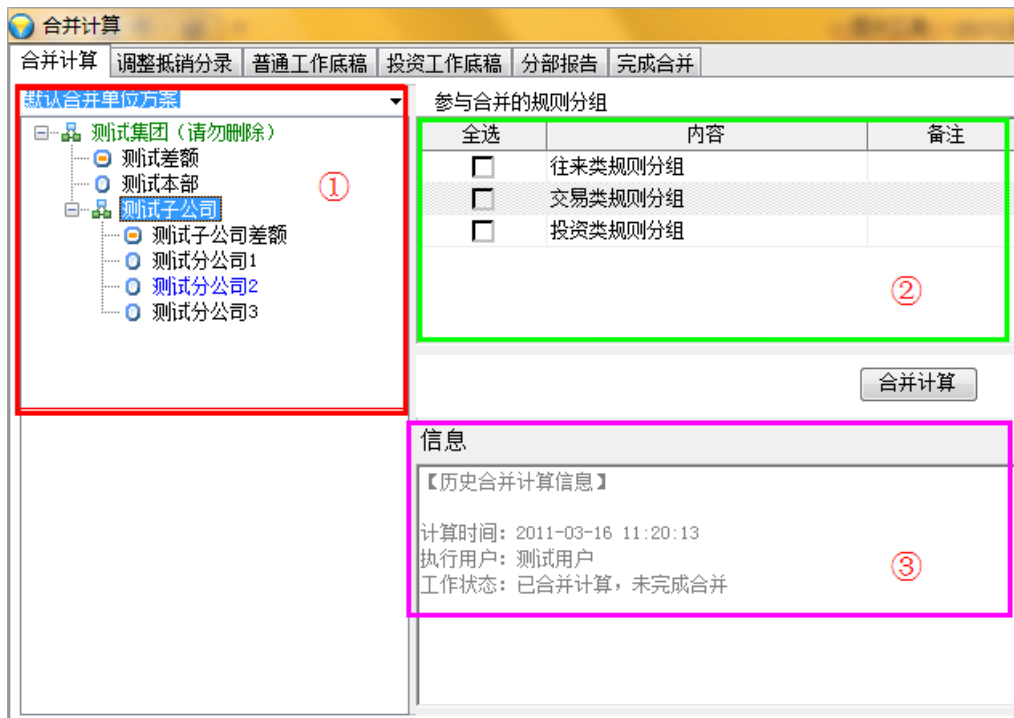 合并计算
合并计算 调整抵销分录 普通工作底稿 投资工作底稿 分部报告 完成合并
默认合并单位方案
测试集团（请勿删除）
测试差额
测试本部
测试子公司
测试子公司差额
测试分公司1
测试分公司2
测试分公司3
①
参与合并的规则分组
全选 内容 备注
往来类规则分组
交易类规则分组
投资类规则分组
②
合并计算
信息
【历史合并计算信息】
计算时间：2011-03-16 11:20:13
执行用户：测试用户
工作状态：已合并计算，未完成合并
③